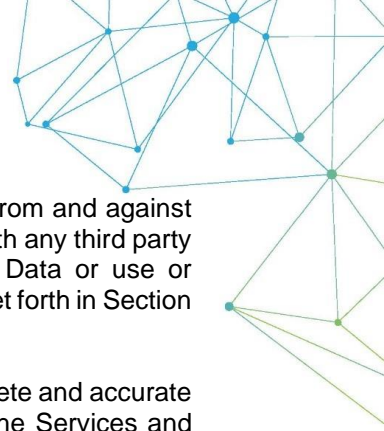 rom and against
th any third party
Data or use or
et forth in Section
ete and accurate
he Services and